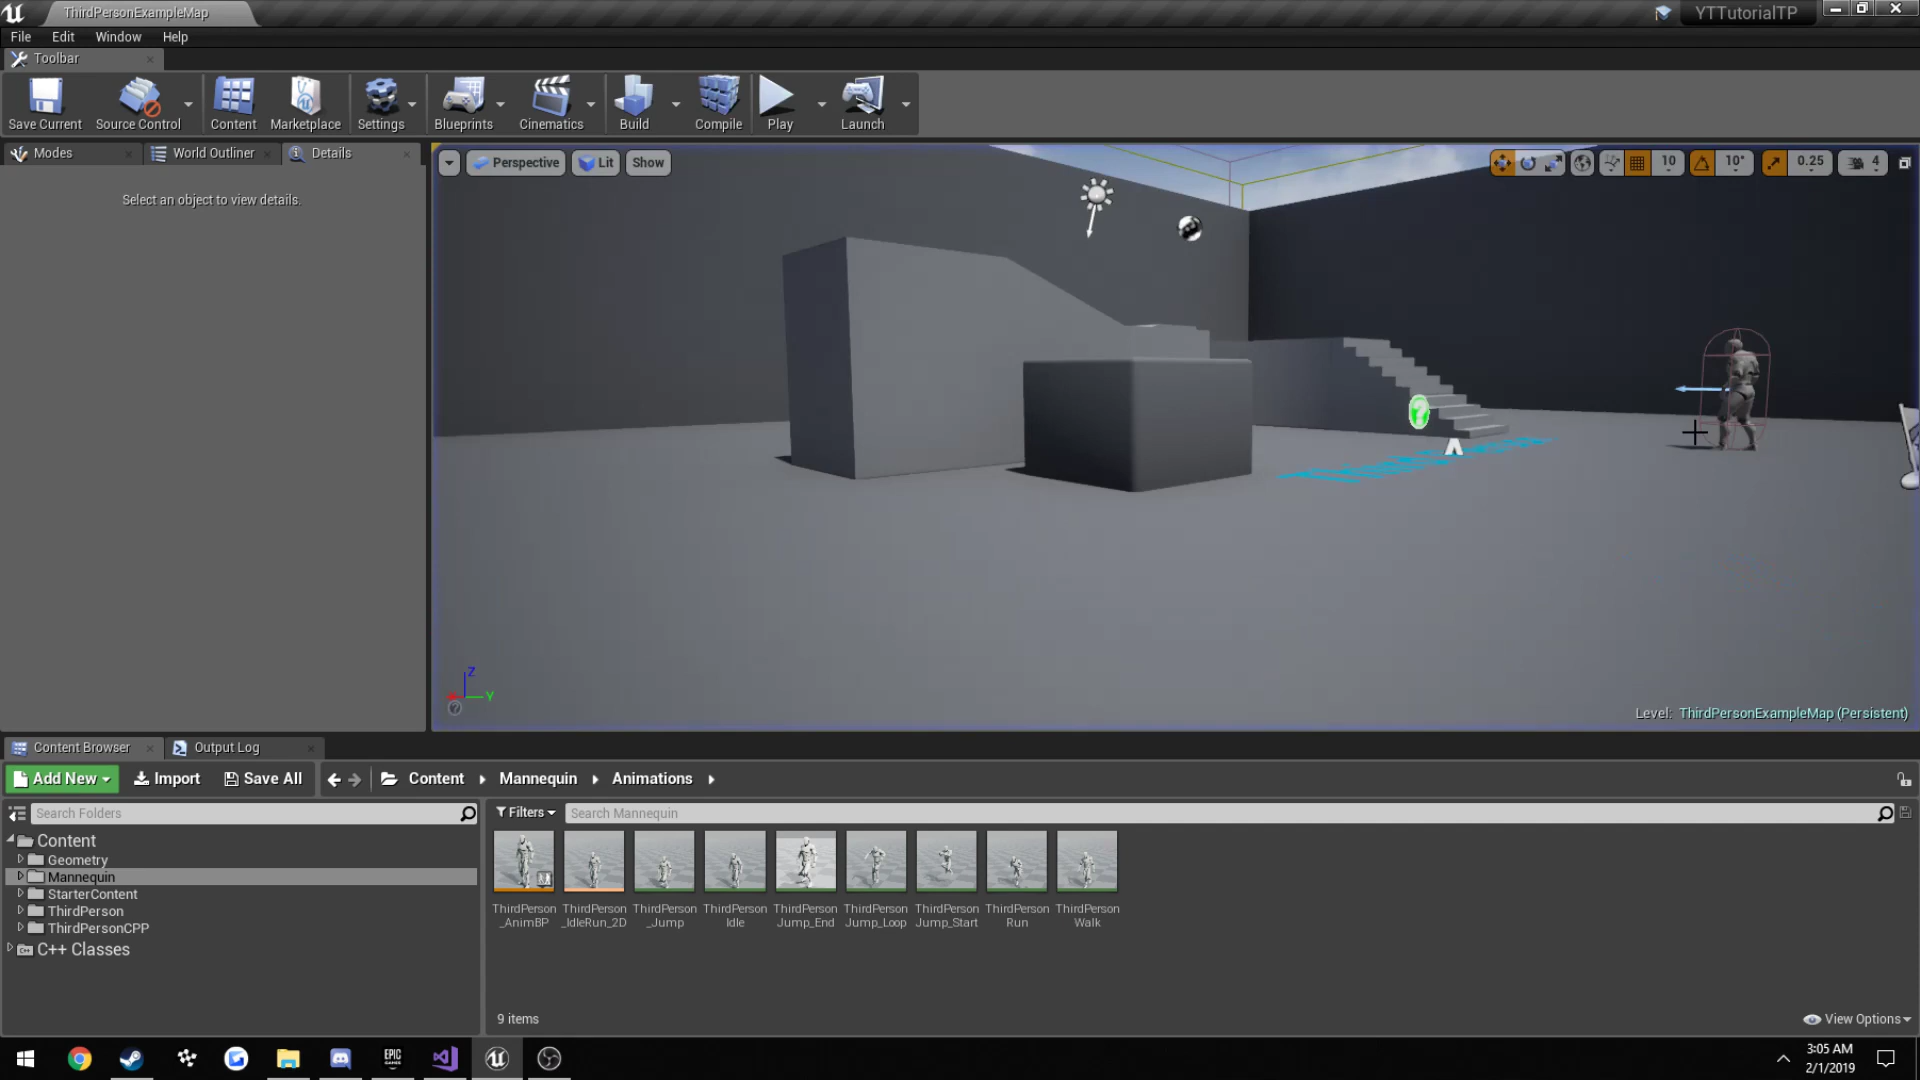 ThirdPersonExampleMap
YTTutorialTP
File Edit Window Help
Toolbar
Save Current Source Control Content Marketplace Settings Blueprints Cinematics Build Compile Play Launch
Modes World Outliner Details
Select an object to view details.
Perspective Lit Show
10 10° 0.25 4
Z
Y
Level: ThirdPersonExampleMap (Persistent)
Content Browser Output Log
Add New Import Save All Content Mannequin Animations
Search Folders
Filters Search Mannequin
Content
Geometry
Mannequin
StarterContent
ThirdPerson
ThirdPersonCPP
C++ Classes
ThirdPerson ThirdPerson ThirdPerson ThirdPerson ThirdPerson ThirdPerson ThirdPerson ThirdPerson ThirdPerson
_AnimBP _IdleRun_2D _Jump Idle Jump_End Jump_Loop Jump_Start Run Walk
9 items
View Options
EPIC
GAMES
3:05 AM
2/1/2019